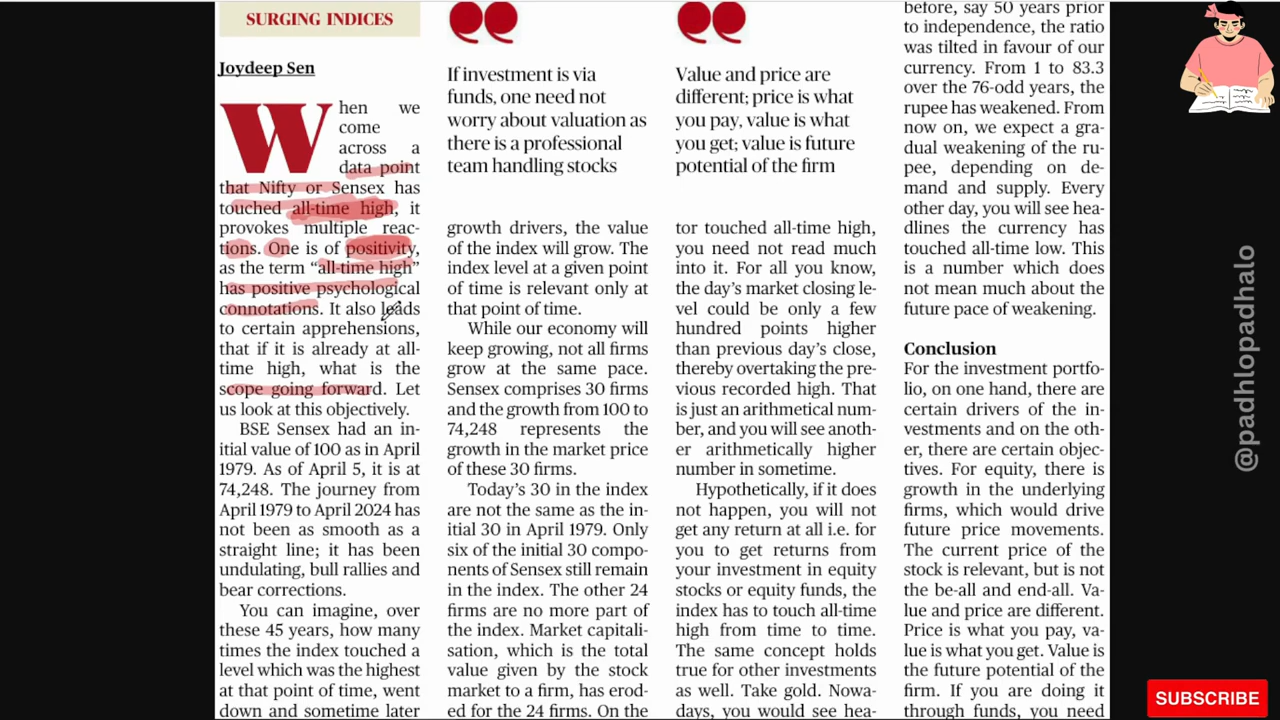 SURGING INDICES
Joydeep Sen
When we
come
across a
data point
that Nifty or Sensex has
touched all-time high, it
provokes multiple reac-
tions. One is of positivity,
as the term “all-time high”
has positive psychological
connotations. It also leads
to certain apprehensions,
that if it is already at all-
time high, what is the
scope going forward. Let
us look at this objectively.
BSE Sensex had an in-
itial value of 100 as in April
1979. As of April 5, it is at
74,248. The journey from
April 1979 to April 2024 has
not been as smooth as a
straight line; it has been
undulating, bull rallies and
bear corrections.
You can imagine, over
these 45 years, how many
times the index touched a
level which was the highest
at that point of time, went
down and sometime later
If investment is via
funds, one need not
worry about valuation as
there is a professional
team handling stocks
growth drivers, the value
of the index will grow. The
index level at a given point
of time is relevant only at
that point of time.
While our economy will
keep growing, not all firms
grow at the same pace.
Sensex comprises 30 firms
and the growth from 100 to
74,248 represents the
growth in the market price
of these 30 firms.
Today’s 30 in the index
are not the same as the in-
itial 30 in April 1979. Only
six of the initial 30 compo-
nents of Sensex still remain
in the index. The other 24
firms are no more part of
the index. Market capitali-
sation, which is the total
value given by the stock
market to a firm, has erod-
ed for the 24 firms. On the
Value and price are
different; price is what
you pay, value is what
you get; value is future
potential of the firm
tor touched all-time high,
you need not read much
into it. For all you know,
the day’s market closing le-
vel could be only a few
hundred points higher
than previous day’s close,
thereby overtaking the pre-
vious recorded high. That
is just an arithmetical num-
ber, and you will see anoth-
er arithmetically higher
number in sometime.
Hypothetically, if it does
not happen, you will not
get any return at all i.e. for
you to get returns from
your investment in equity
stocks or equity funds, the
index has to touch all-time
high from time to time.
The same concept holds
true for other investments
as well. Take gold. Nowa-
days, you would see hea-
before, say 50 years prior
to independence, the ratio
was tilted in favour of our
currency. From 1 to 83.3
over the 76-odd years, the
rupee has weakened. From
now on, we expect a gra-
dual weakening of the ru-
pee, depending on de-
mand and supply. Every
other day, you will see hea-
dlines the currency has
touched all-time low. This
is a number which does
not mean much about the
future pace of weakening.
Conclusion
For the investment portfo-
lio, on one hand, there are
certain drivers of the in-
vestments and on the oth-
er, there are certain objec-
tives. For equity, there is
growth in the underlying
firms, which would drive
future price movements.
The current price of the
stock is relevant, but is not
the be-all and end-all. Va-
lue and price are different.
Price is what you pay, va-
lue is what you get. Value is
the future potential of the
firm. If you are doing it
through funds, you need
@padhlopadhalo
SUBSCRIBE